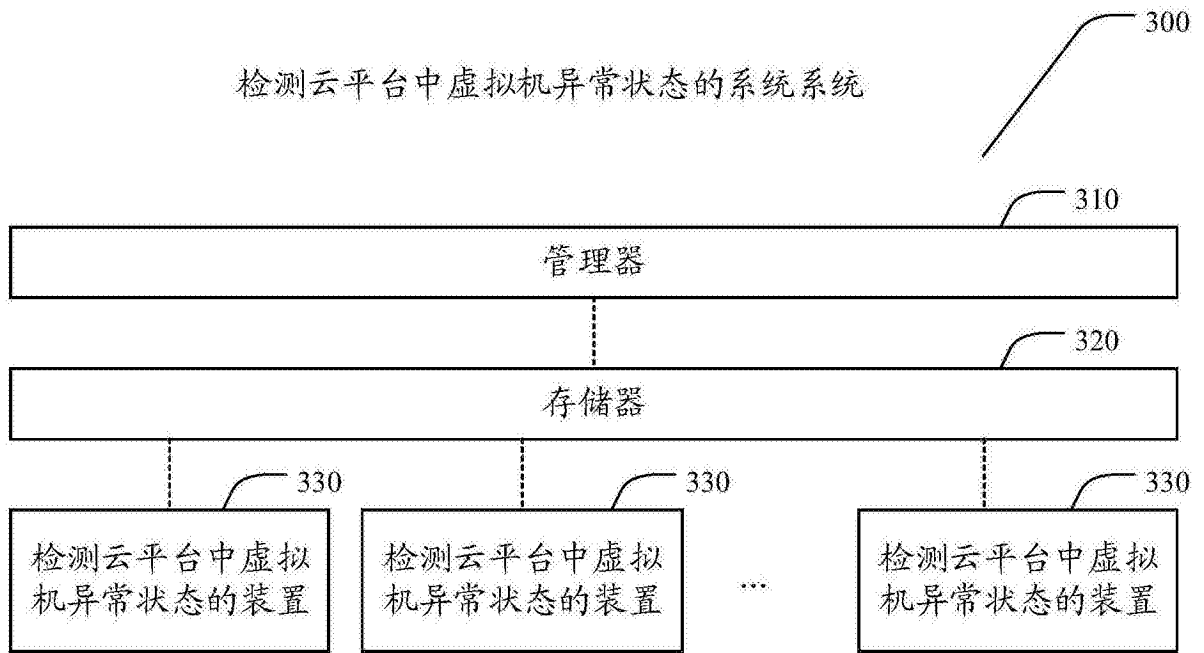 300
检测云平台中虚拟机异常状态的系统系统
310
管理器
320
存储器
330
330
330
检测云平台中虚拟
机异常状态的装置
检测云平台中虚拟
机异常状态的装置
...
检测云平台中虚拟
机异常状态的装置